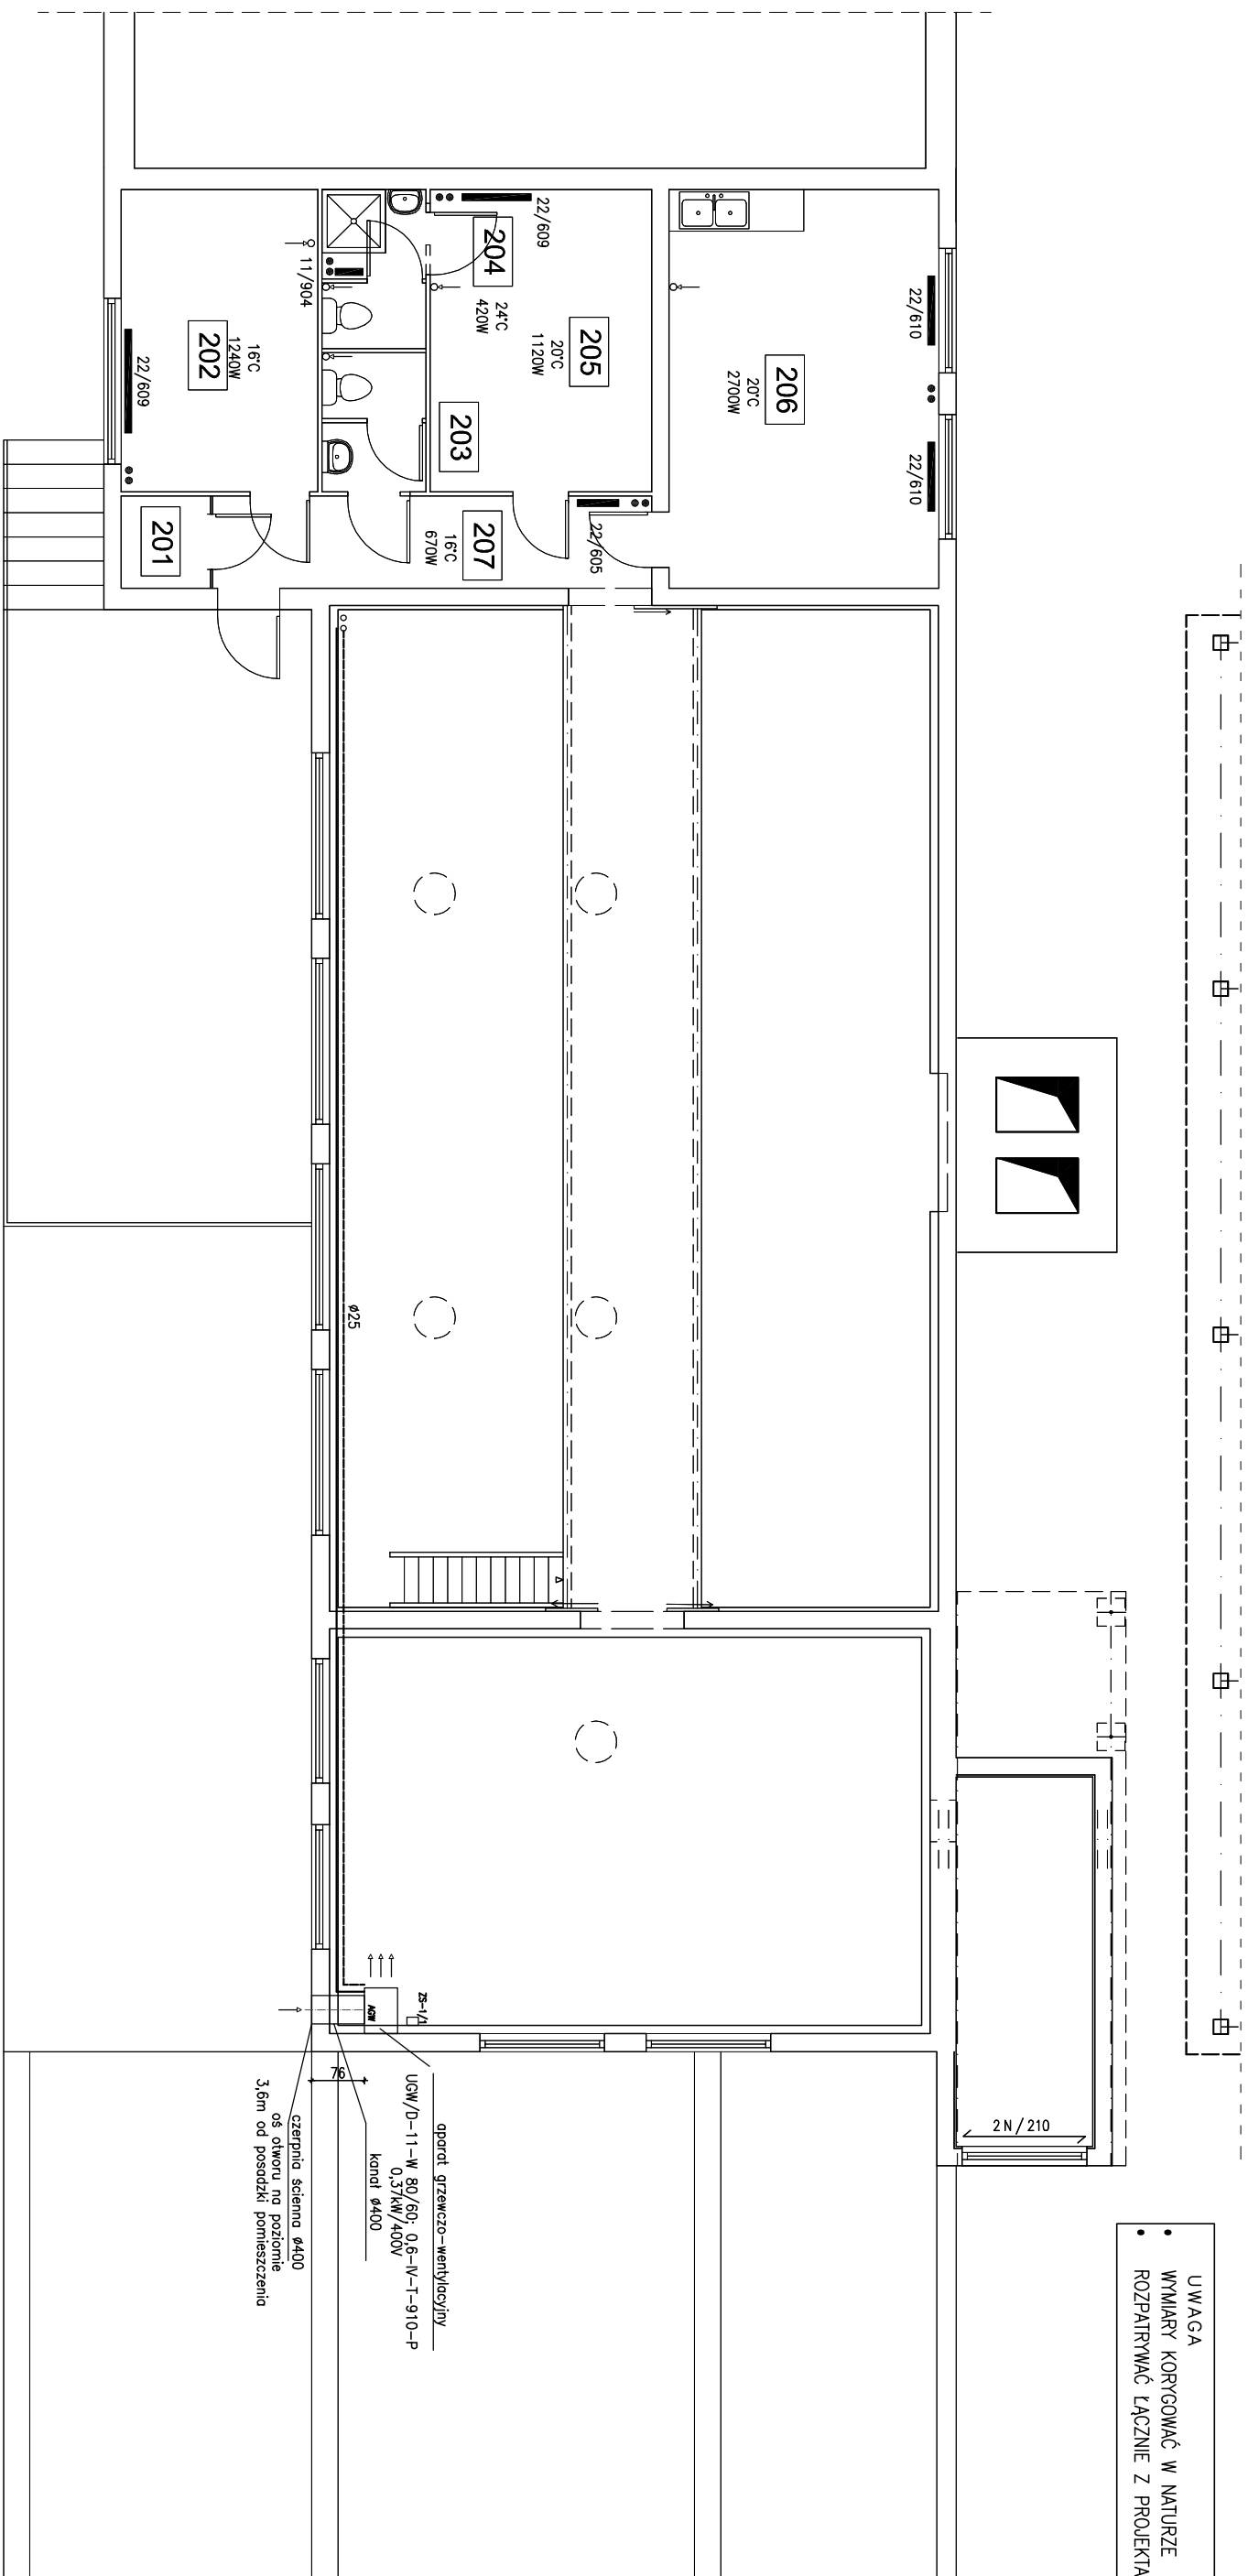 22/610
22/610
206
20°C
2700W
22/609
205
20°C
1120W
204
24°C
420W
203
22/605
207
16°C
670W
11/904
202
16°C
1240W
22/609
201
ø25
ZS-1/1
AGW
76
2N/210
aparat grzewczo-wentylacyjny
UGW/D-11-W 80/60; 0,6-IV-T-910-P
0,37kW/400V
kanał ø400
czerpnia ścienna ø400
oś otworu na poziomie
3,6m od posadzki pomieszczenia
UWAGA
• WYMIARY KORYGOWAĆ W NATURZE
• ROZPATRYWAĆ ŁĄCZNIE Z PROJEKTA